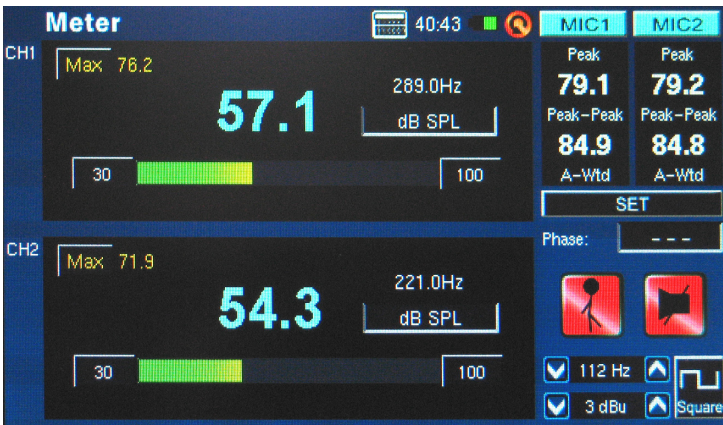 Meter
40:43
MIC1 MIC2
CH1
Max 76.2
57.1
289.0Hz
dB SPL
30
100
Peak Peak
79.1 79.2
Peak-Peak Peak-Peak
84.9 84.8
A-Wtd A-Wtd
SET
Phase: ---
CH2
Max 71.9
54.3
221.0Hz
dB SPL
30
100
112 Hz
3 dBu
Square